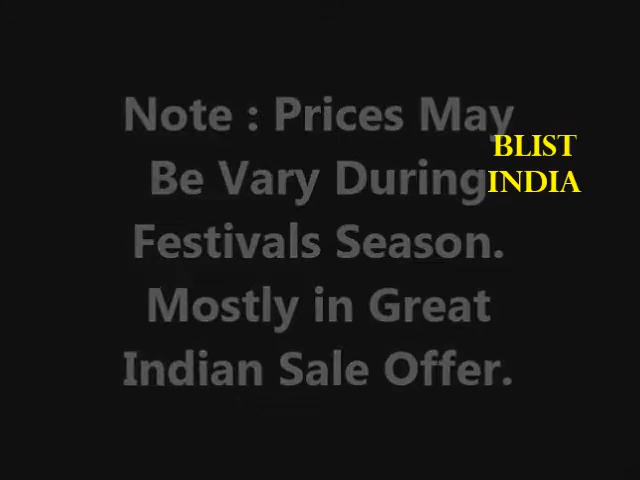 Note : Prices May
Be Vary During
Festivals Season.
Mostly in Great
Indian Sale Offer.
BLIST
INDIA